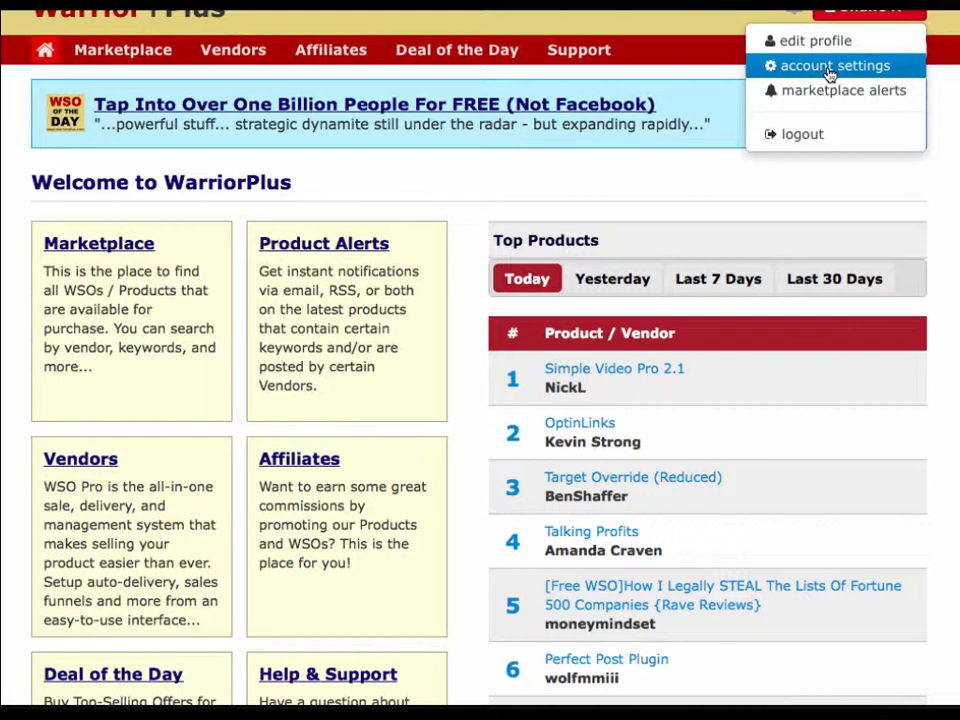 Warrior+Plus
Marketplace Vendors Affiliates Deal of the Day Support
edit profile
account settings
marketplace alerts
logout
WSO OF THE DAY
Tap Into Over One Billion People For FREE (Not Facebook)
"...powerful stuff... strategic dynamite still under the radar - but expanding rapidly..."
Welcome to WarriorPlus
Marketplace
This is the place to find
all WSOs / Products that
are available for
purchase. You can search
by vendor, keywords, and
more...
Product Alerts
Get instant notifications
via email, RSS, or both
on the latest products
that contain certain
keywords and/or are
posted by certain
Vendors.
Vendors
WSO Pro is the all-in-one
sale, delivery, and
management system that
makes selling your
product easier than ever.
Setup auto-delivery, sales
funnels and more from an
easy-to-use interface...
Affiliates
Want to earn some great
commissions by
promoting our Products
and WSOs? This is the
place for you!
Deal of the Day
Buy Top-Selling Offers for
Help & Support
Have a question about
Top Products
Today Yesterday Last 7 Days Last 30 Days
# Product / Vendor
1 Simple Video Pro 2.1
NickL
2 OptinLinks
Kevin Strong
3 Target Override (Reduced)
BenShaffer
4 Talking Profits
Amanda Craven
5 [Free WSO]How I Legally STEAL The Lists Of Fortune
500 Companies {Rave Reviews}
moneymindset
6 Perfect Post Plugin
wolfmmiii